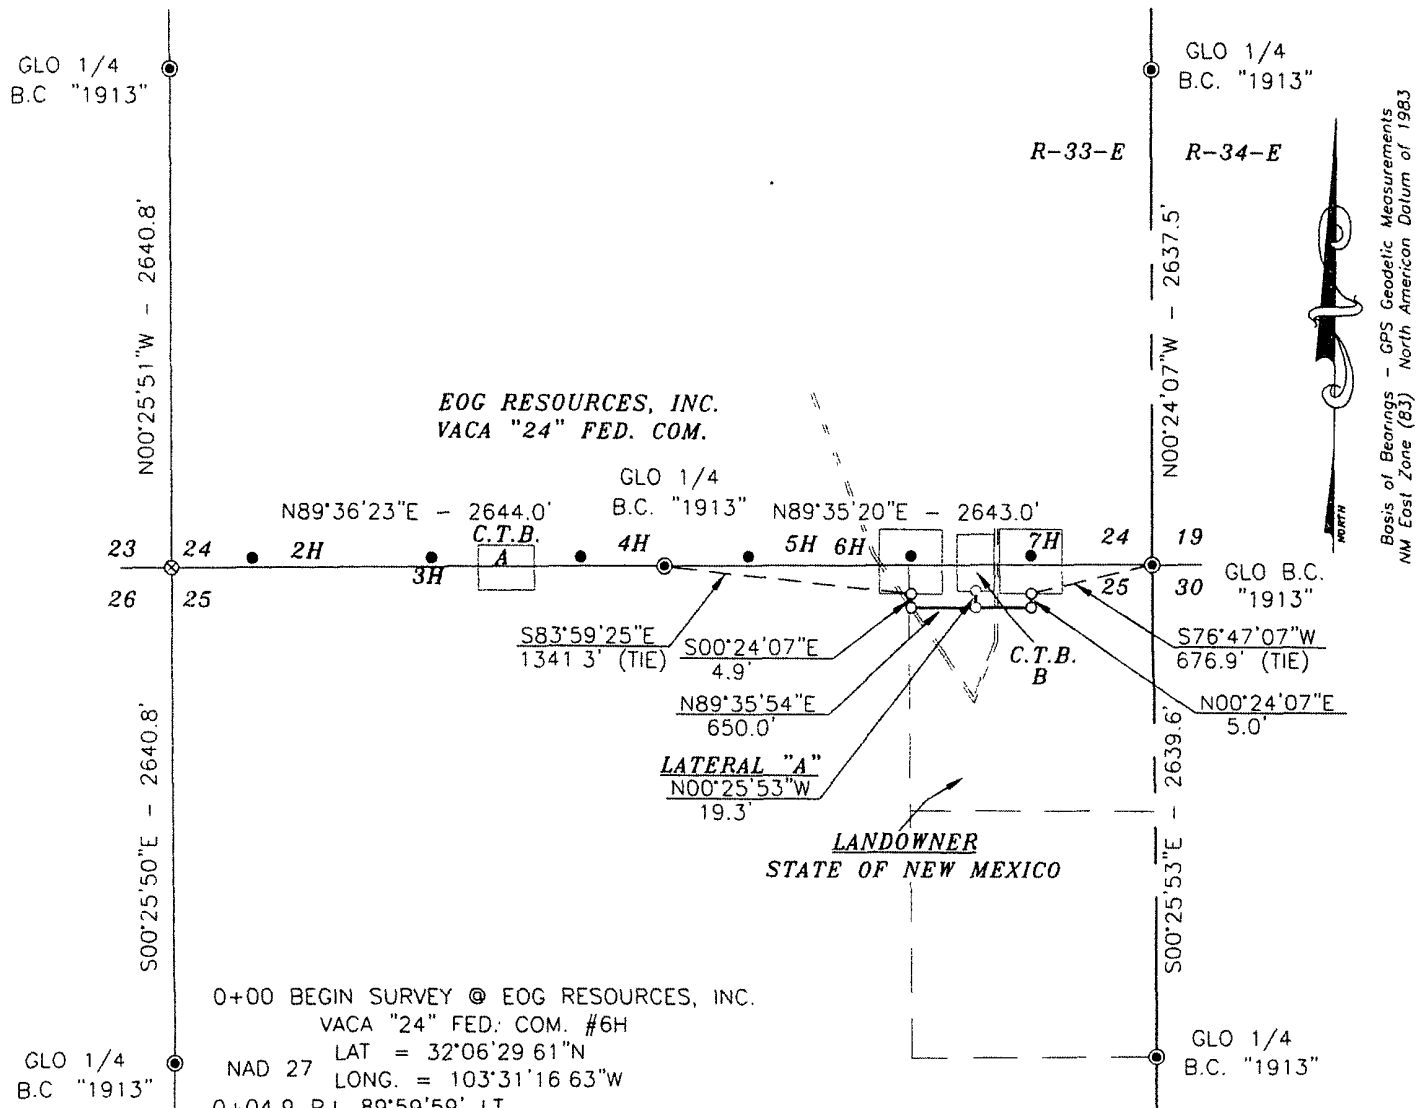 GLO 1/4
B.C "1913"
GLO 1/4
B.C. "1913"
R-33-E
R-34-E
N00°25'51"W - 2640.8'
N00°24'07"W - 2637.5'
NORTH
Basis of Bearings - GPS Geodetic Measurements
NM East Zone (83) North American Datum of 1983
EOG RESOURCES, INC.
VACA "24" FED. COM.
GLO 1/4
B.C. "1913"
N89°36'23"E - 2644.0'
N89°35'20"E - 2643.0'
C.T.B.
A
23
24
2H
3H
4H
5H
6H
7H
24
19
26
25
25
30
GLO B.C.
"1913"
S83°59'25"E
1341 3' (TIE)
S00°24'07"E
4.9'
C.T.B.
B
S76°47'07"W
676.9' (TIE)
N89°35'54"E
650.0'
N00°24'07"E
5.0'
LATERAL "A"
N00°25'53"W
19.3'
LANDOWNER
STATE OF NEW MEXICO
S00°25'50"E - 2640.8'
S00°25'53"E - 2639.6'
0+00 BEGIN SURVEY @ EOG RESOURCES, INC.
VACA "24" FED: COM. #6H
LAT = 32°06'29 61"N
NAD 27
LONG. = 103°31'16 63"W
0+04.9 P.I. 89°59'59' LT
GLO 1/4
B.C "1913"
GLO 1/4
B.C. "1913"